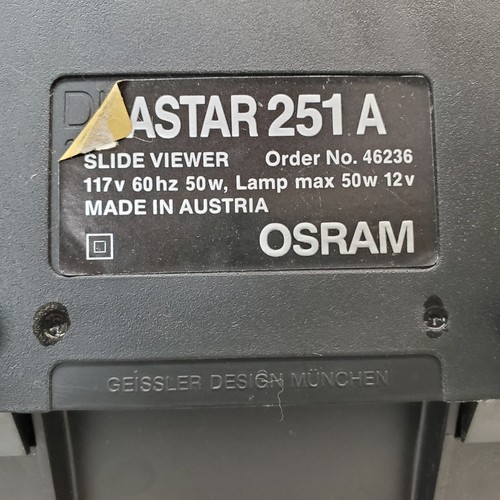 DIASTAR 251 A
SLIDE VIEWER Order No. 46236
117v 60hz 50w, Lamp max 50w 12v
MADE IN AUSTRIA
OSRAM
GEISSLER DESIGN MÜNCHEN